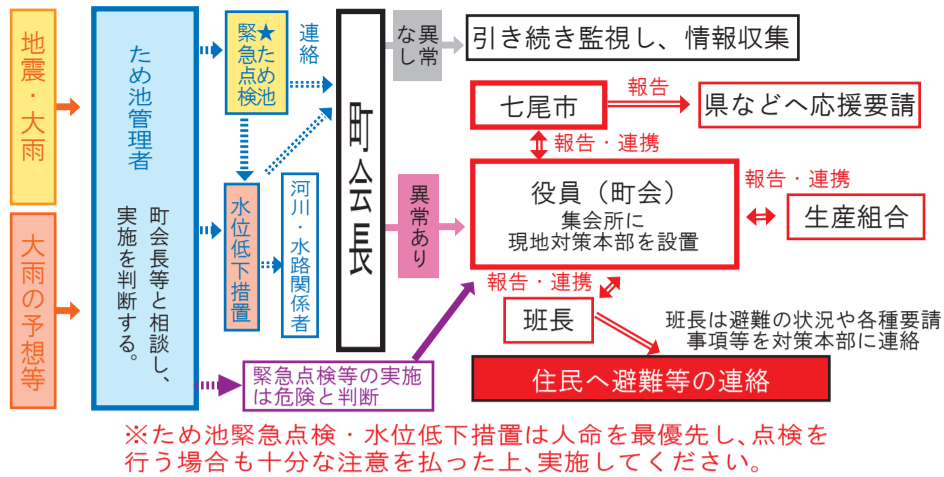 地震・大雨
大雨の予想等
ため池管理者
町会長等と相談し、
実施を判断する。
★ため池
緊急点検
連絡
水位低下措置
河川・水路関係者
緊急点検等の実施
は危険と判断
町会長
異常
なし
異常あり
引き続き監視し、情報収集
七尾市
報告
県などへ応援要請
報告・連携
役員（町会）
集会所に
現地対策本部を設置
報告・連携
生産組合
報告・連携
班長
班長は避難の状況や各種要請
事項等を対策本部に連絡
住民へ避難等の連絡
※ため池緊急点検・水位低下措置は人命を最優先し、点検を
行う場合も十分な注意を払った上、実施してください。